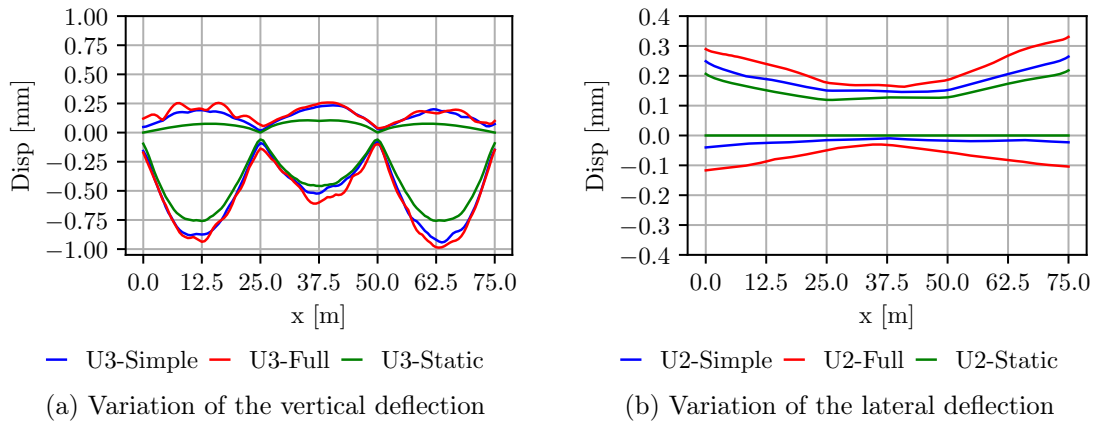 1.00
0.75
0.50
0.25
0.00
−0.25
−0.50
−0.75
−1.00
Disp [mm]
0.0 12.5 25.0 37.5 50.0 62.5 75.0
x [m]
U3-Simple U3-Full U3-Static
(a) Variation of the vertical deflection
0.4
0.3
0.2
0.1
0.0
−0.1
−0.2
−0.3
−0.4
Disp [mm]
0.0 12.5 25.0 37.5 50.0 62.5 75.0
x [m]
U2-Simple U2-Full U2-Static
(b) Variation of the lateral deflection